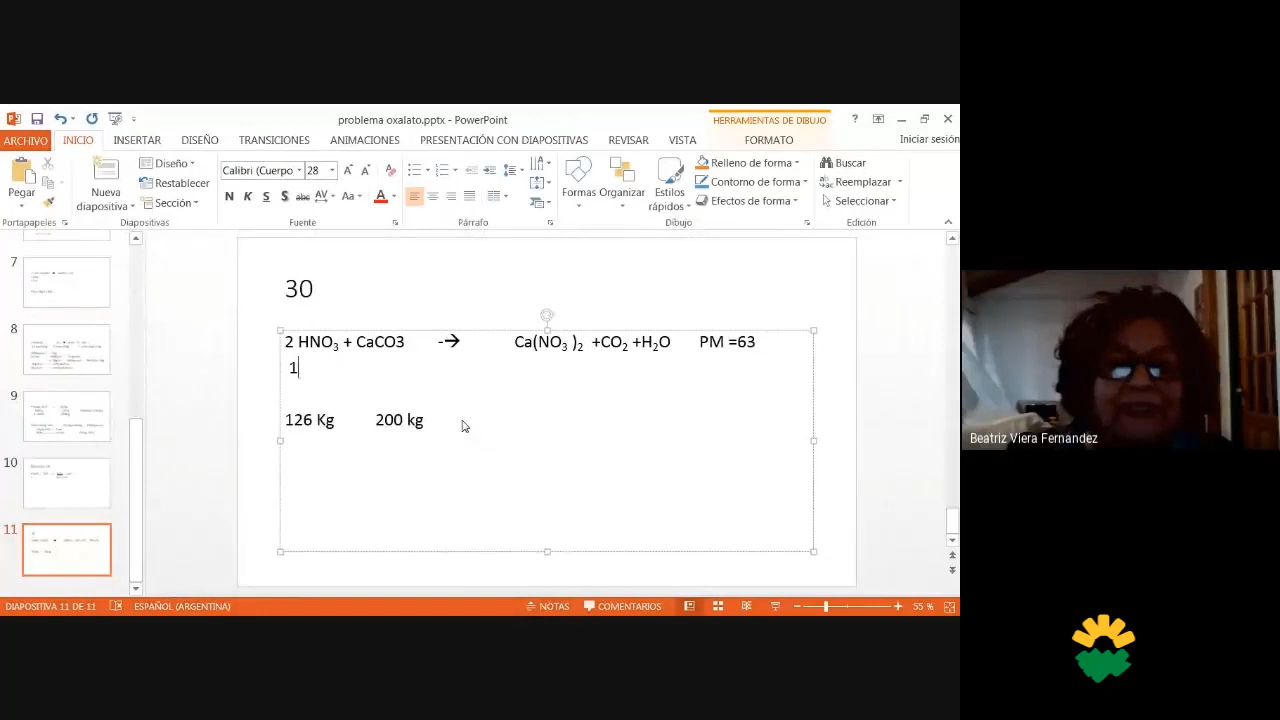 problema oxalato.pptx - PowerPoint
HERRAMIENTAS DE DIBUJO
?
ARCHIVO INICIO INSERTAR DISEÑO TRANSICIONES ANIMACIONES PRESENTACIÓN CON DIAPOSITIVAS REVISAR VISTA FORMATO Iniciar sesión
Pegar
Portapapeles
Nueva diapositiva
Diseño
Restablecer
Sección
Diapositivas
Calibri (Cuerpo 28
N K S S abc AV Aa A
Fuente
Párrafo
Formas
Organizar
Estilos rápidos
Relleno de forma
Contorno de forma
Efectos de forma
Dibujo
Buscar
Reemplazar
Seleccionar
Edición
7
8
9
10
11
30
2 HNO₃ + CaCO3 -→ Ca(NO₃ )₂ +CO₂ +H₂O PM =63
1
126 Kg 200 kg
Beatriz Viera Fernandez
DIAPOSITIVA 11 DE 11 ESPAÑOL (ARGENTINA) NOTAS COMENTARIOS 55 %